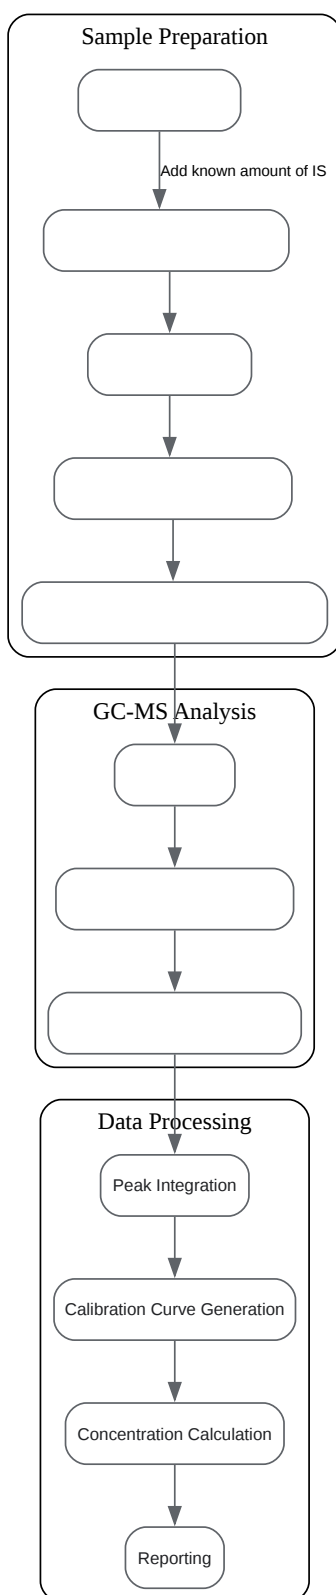 Sample Preparation
Add known amount of IS
GC-MS Analysis
Data Processing
Peak Integration
Calibration Curve Generation
Concentration Calculation
Reporting